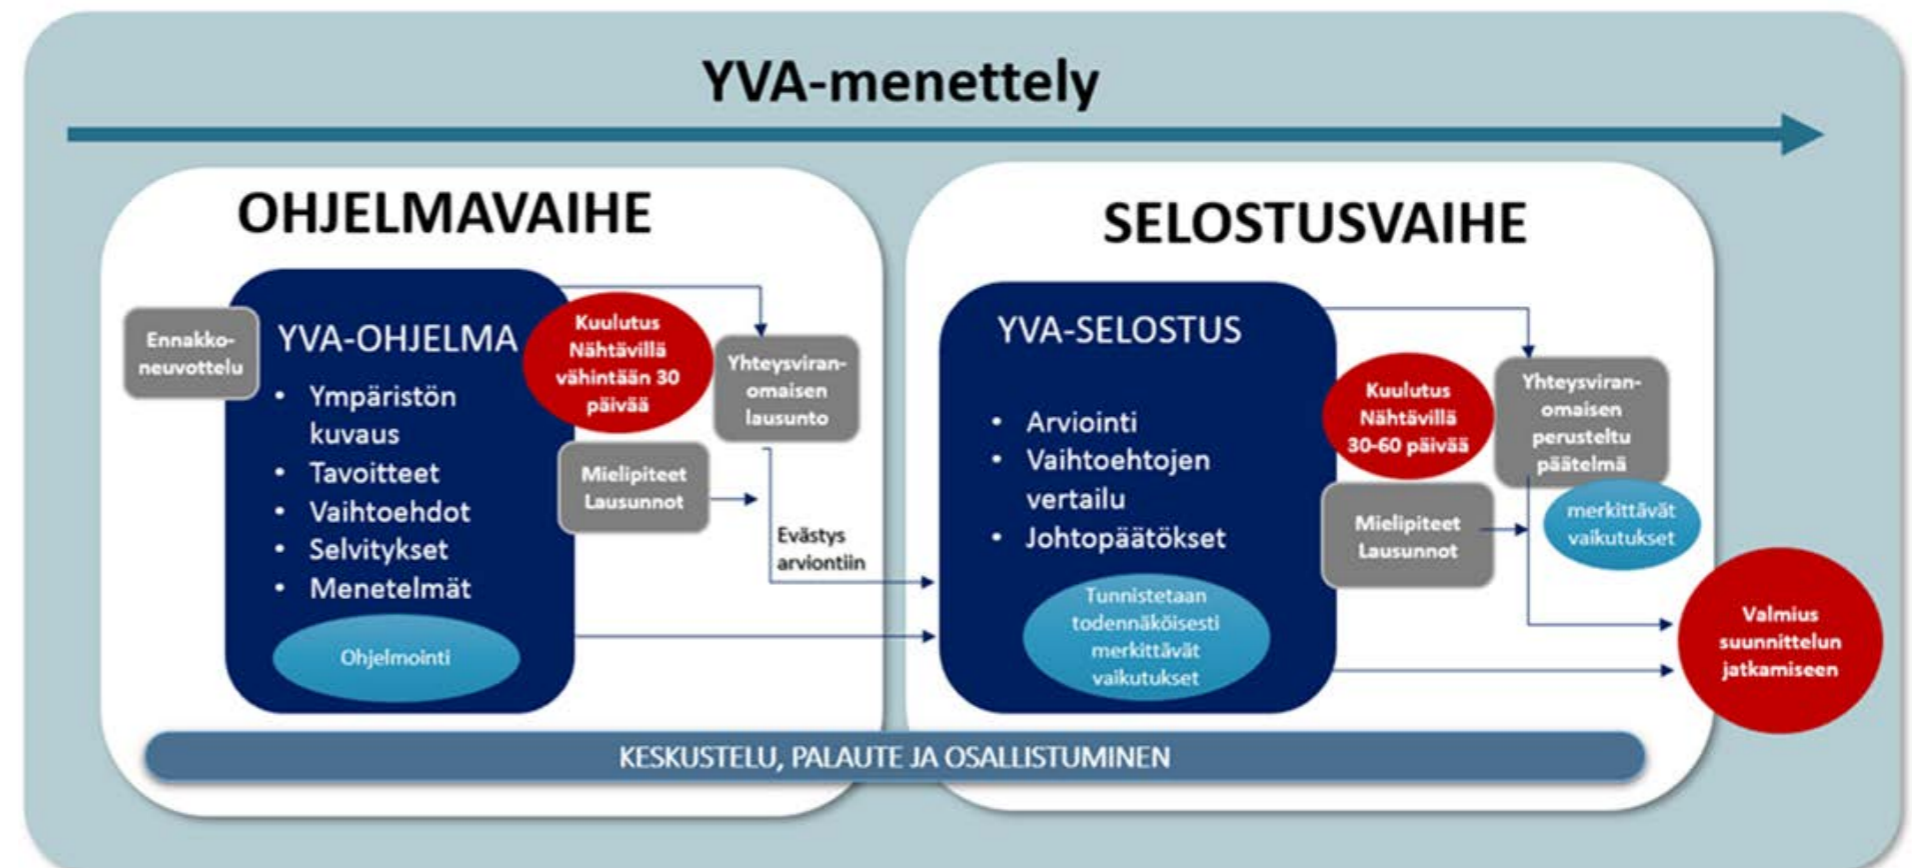 YVA-menettely
OHJELMAVAIHE
Ennakko-
neuvottelu
YVA-OHJELMA
• Ympäristön
kuvaus
• Tavoitteet
• Vaihtoehdot
• Selvitykset
• Menetelmät
Ohjelmointi
Kuulutus
Nähtävillä
vähintään 30
päivää
Yhteysviran-
omaisen
lausunto
Mielipiteet
Lausunnot
Evästys
arviontiin
SELOSTUSVAIHE
YVA-SELOSTUS
• Arviointi
• Vaihtoehtojen
vertailu
• Johtopäätökset
Tunnistetaan
todennäköisesti
merkittävät
vaikutukset
Kuulutus
Nähtävillä
30-60 päivää
Yhteysviran-
omaisen
perusteltu
päätelmä
merkittävät
vaikutukset
Mielipiteet
Lausunnot
Valmius
suunnittelun
jatkamiseen
KESKUSTELU, PALAUTE JA OSALLISTUMINEN